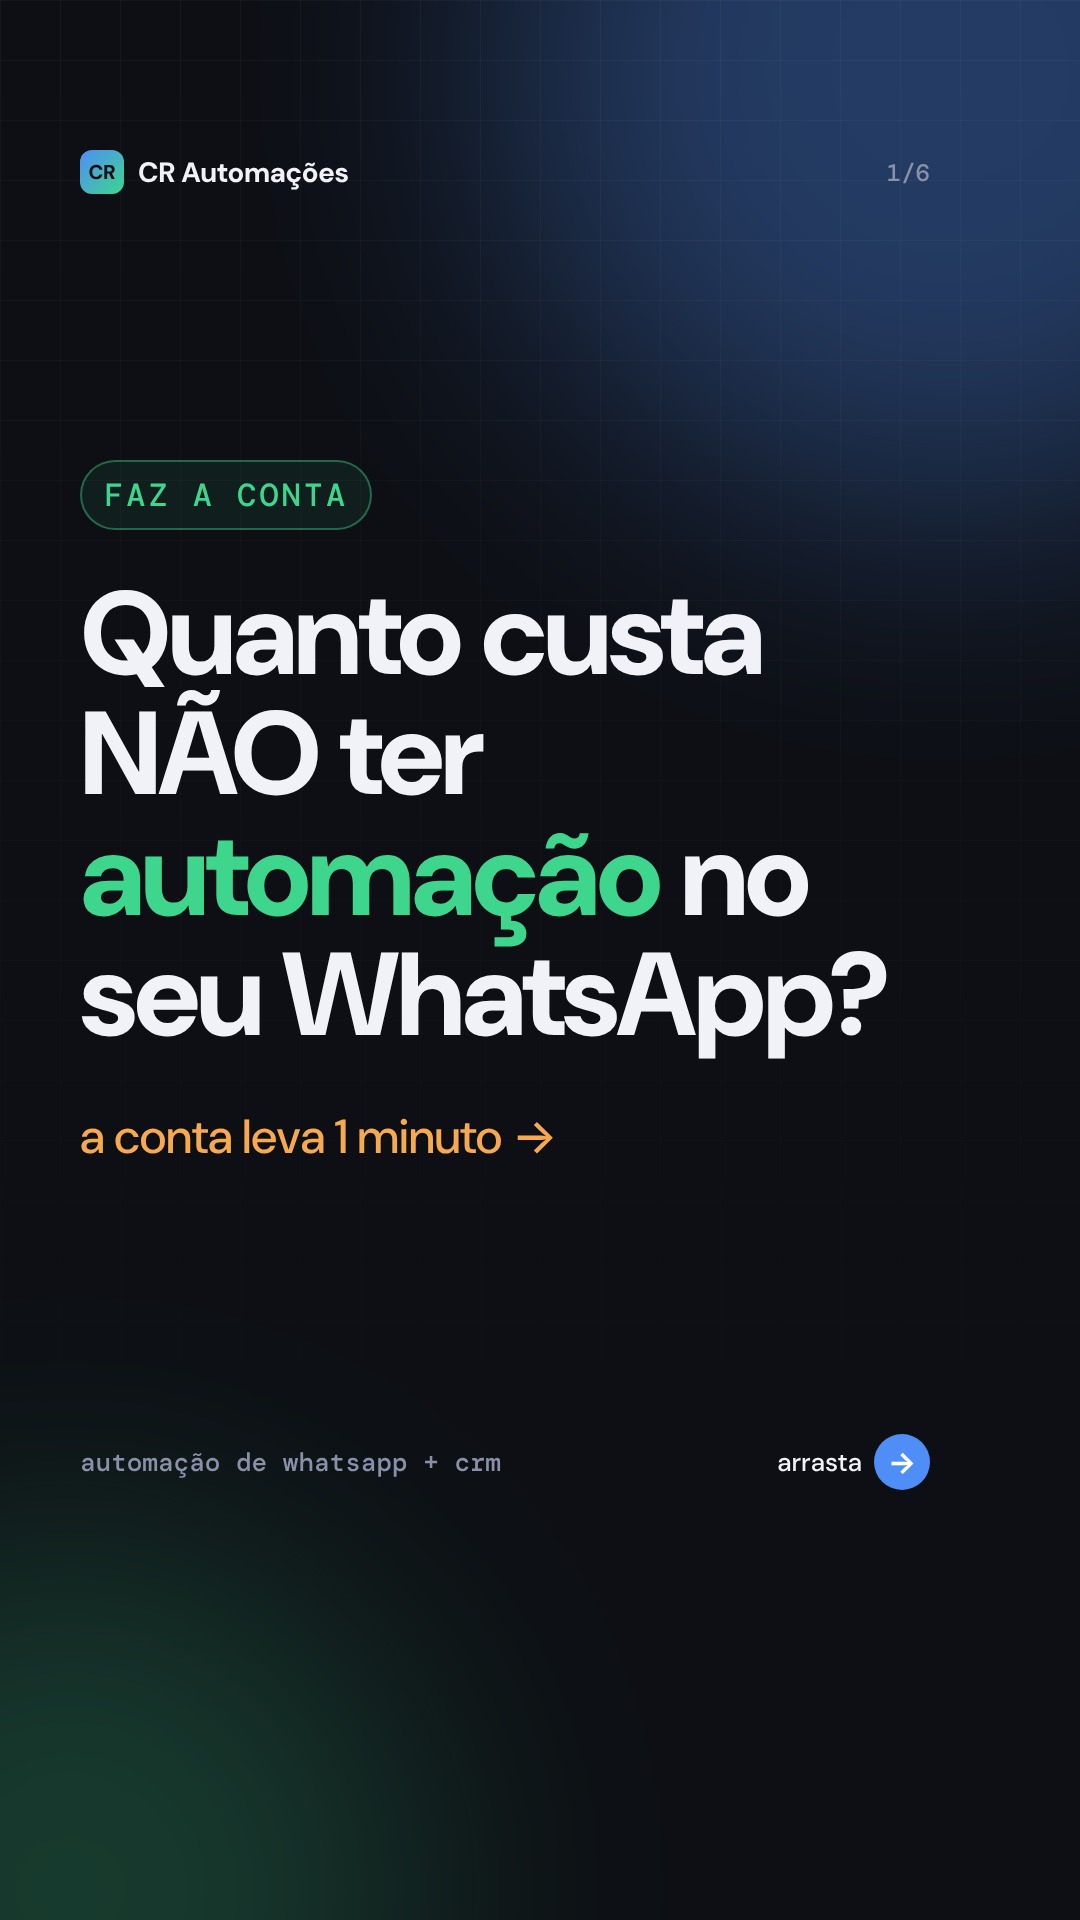 CR CR Automações
1/6
FAZ A CONTA
Quanto custa
NÃO ter
automação no
seu WhatsApp?
a conta leva 1 minuto →
automação de whatsapp + crm
arrasta →